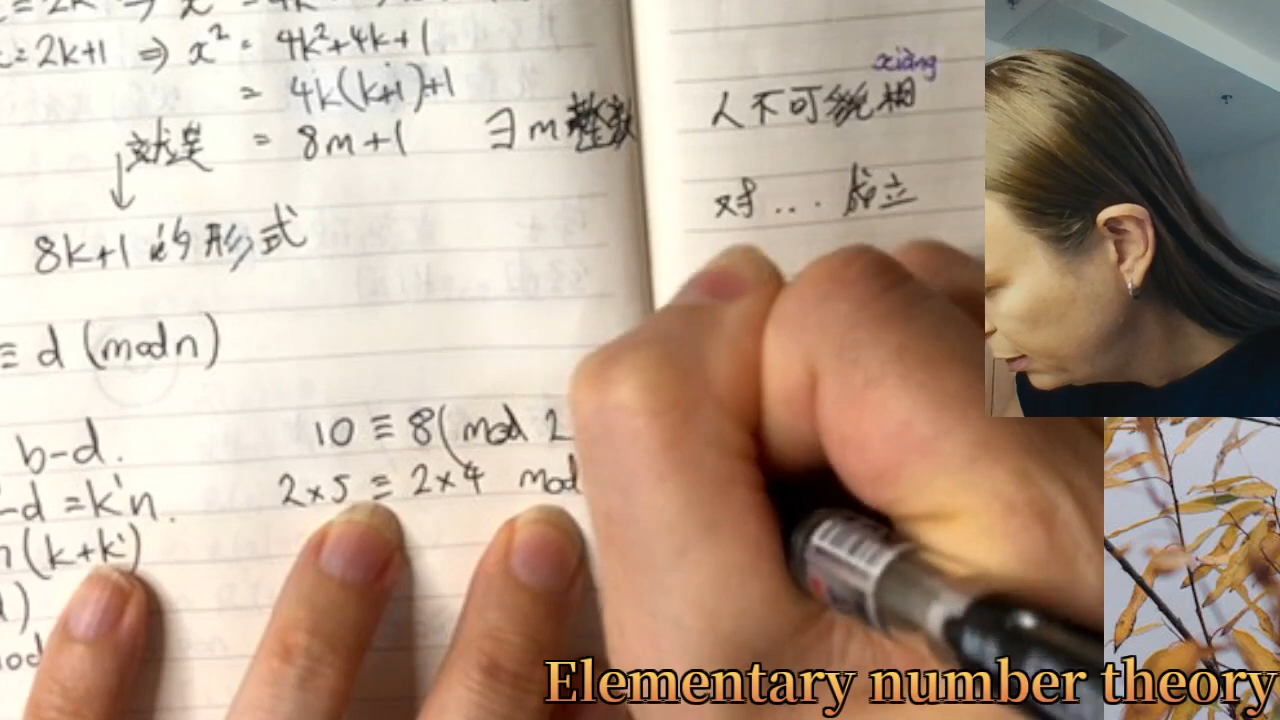 x = 2k+1 ⇒ x² = 4k²+4k+1
= 4k(k+1)+1
就是 = 8m+1 ∃ m 整数
↓
8k+1 的形式
≡ d (mod n)
b-d.
-d = k'n.
(k+k')
10 ≡ 8 (mod 2
2×5 ≡ 2×4 mod
xiàng
人不可貌相
对 ... 成立
Elementary number theory